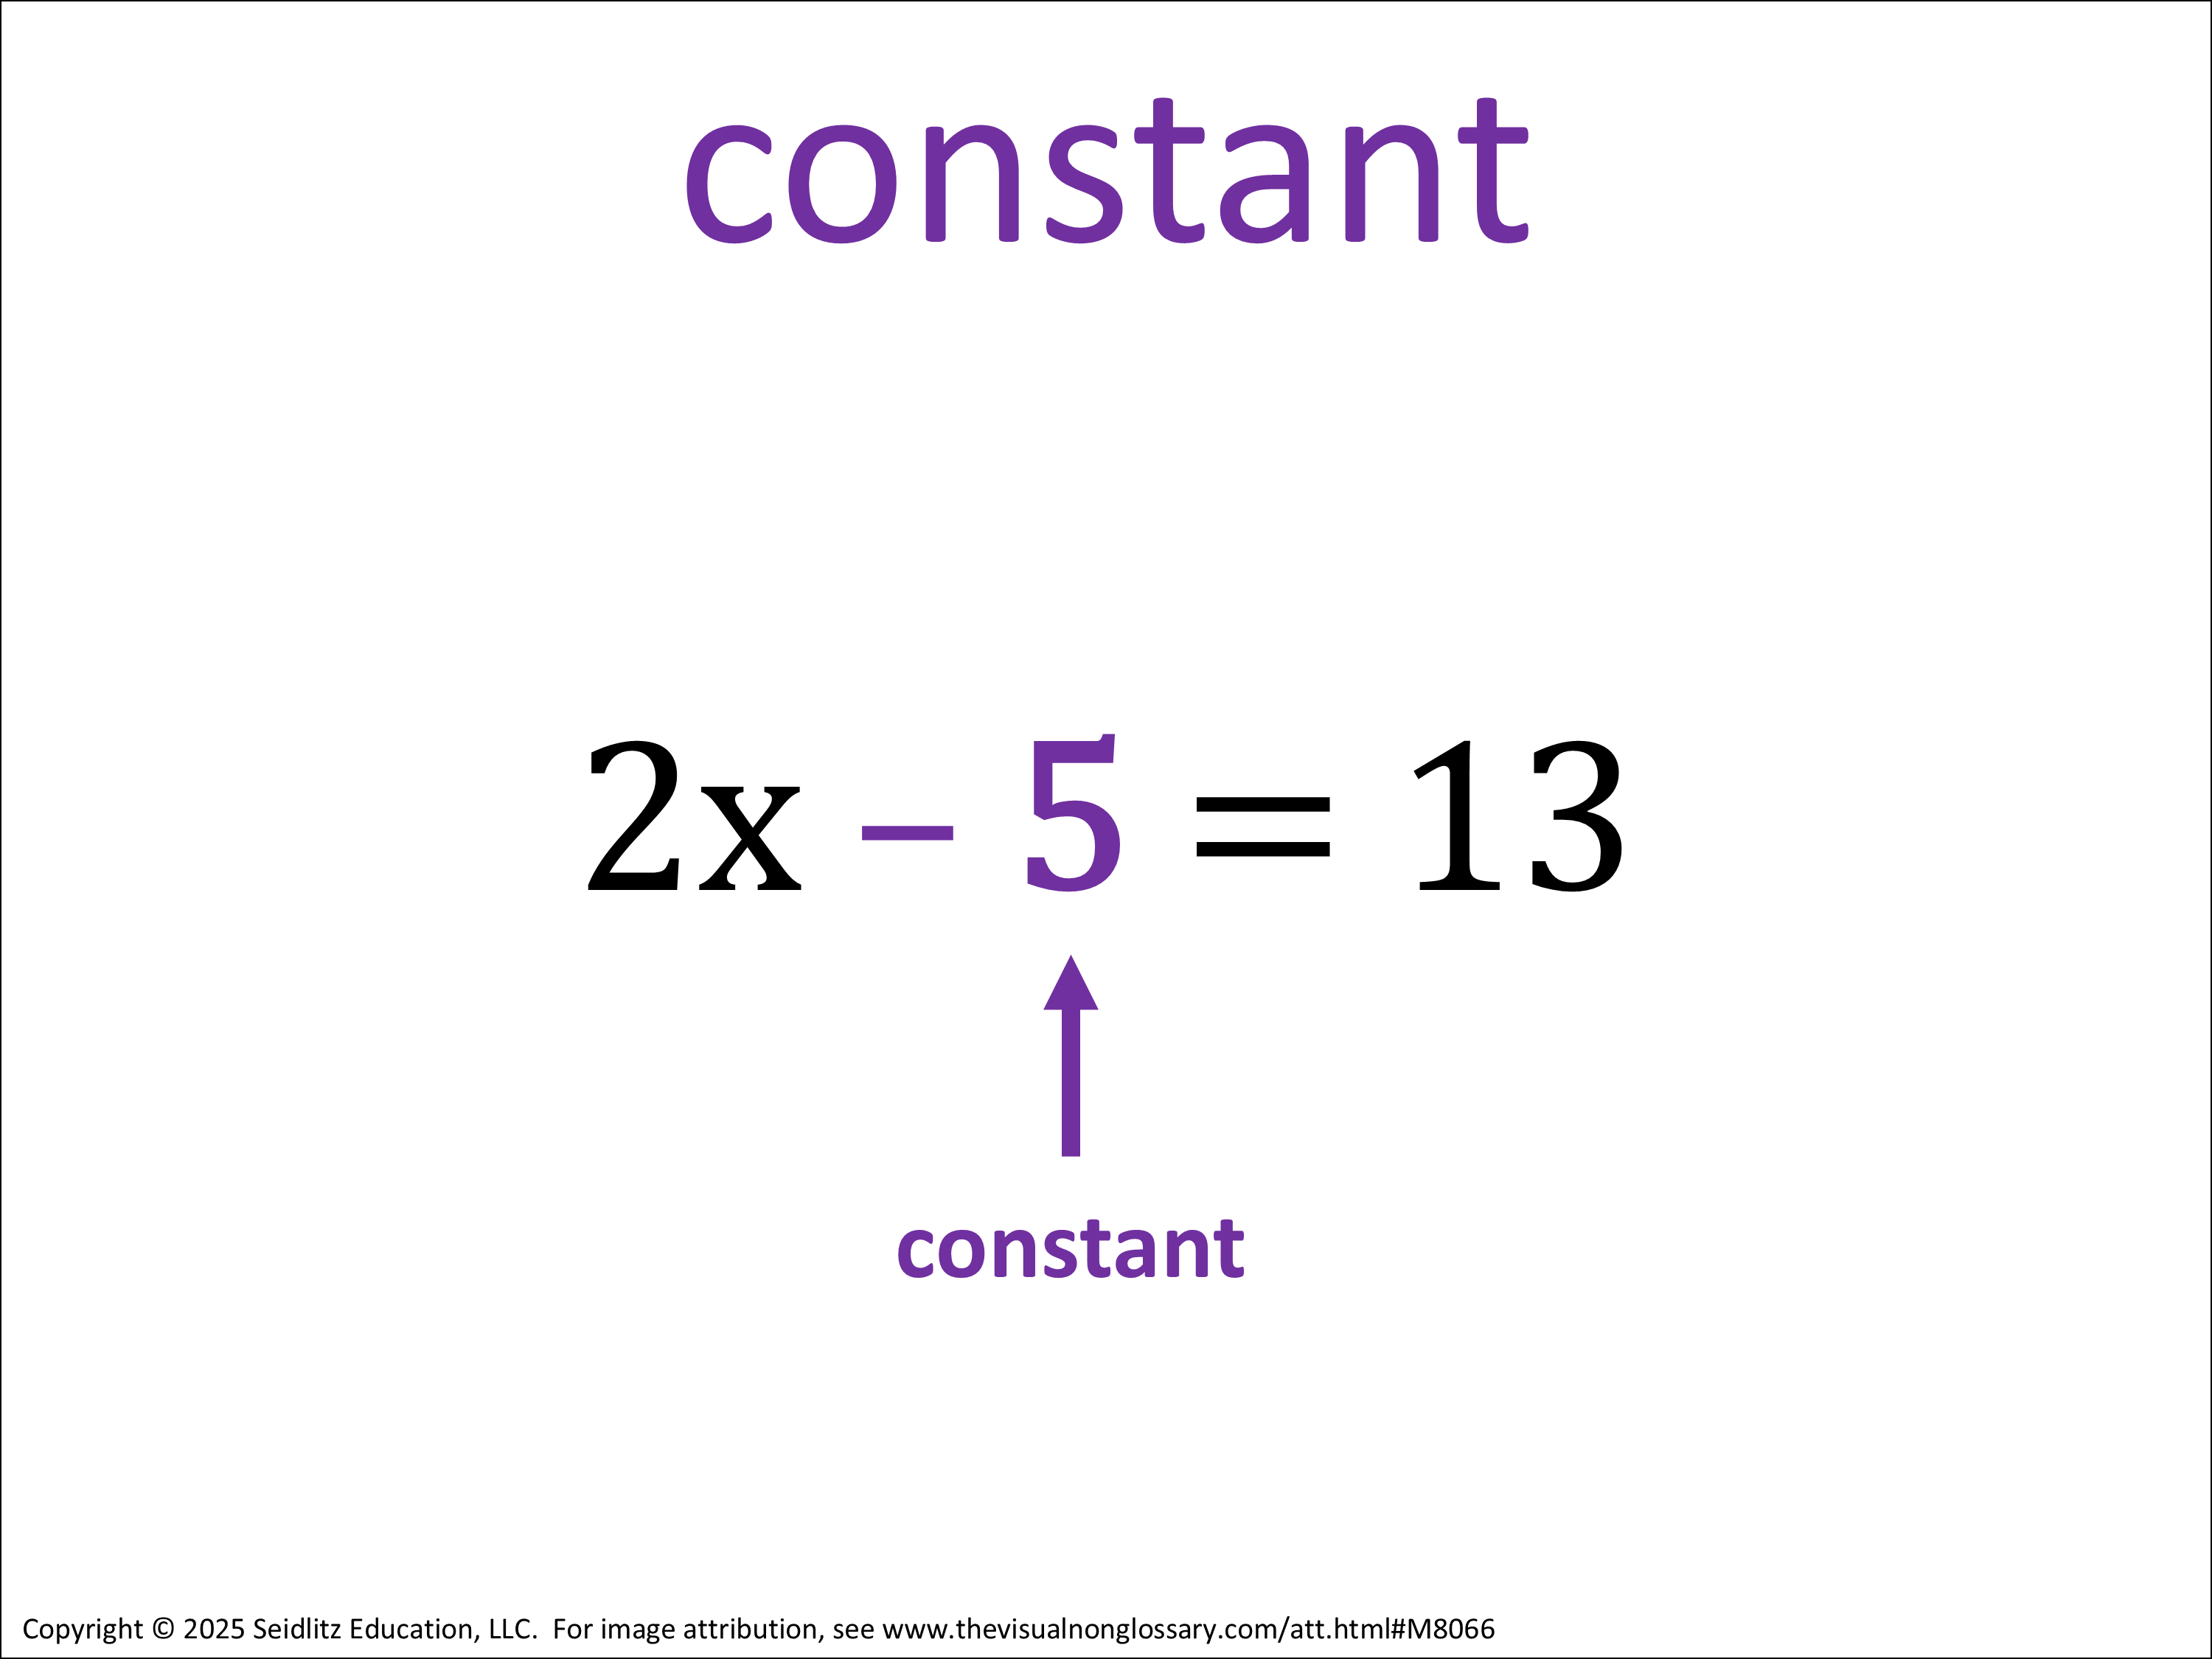 constant
2x – 5 = 13
constant
Copyright © 2025 Seidlitz Education, LLC.  For image attribution, see www.thevisualnonglossary.com/att.html#M8066